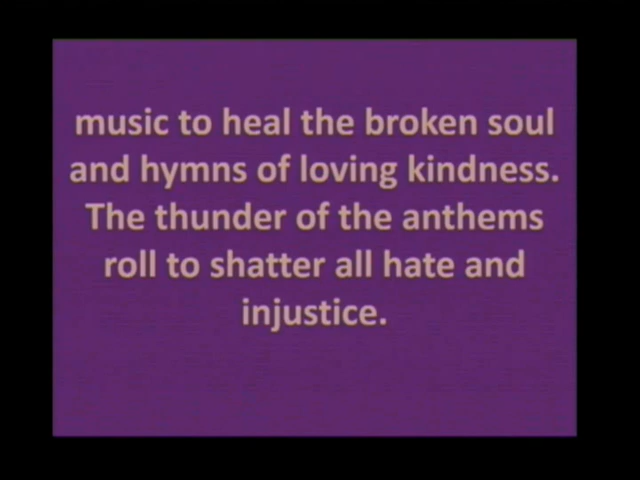 music to heal the broken soul
and hymns of loving kindness.
The thunder of the anthems
roll to shatter all hate and
injustice.